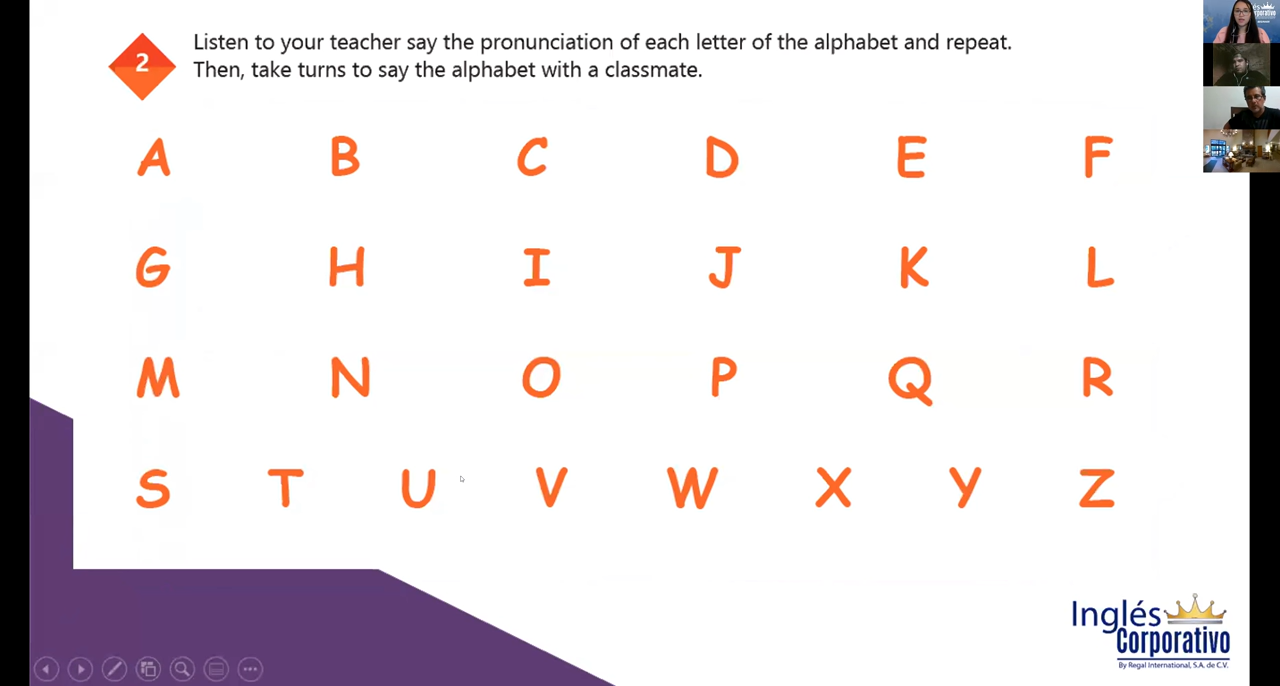 2
Listen to your teacher say the pronunciation of each letter of the alphabet and repeat.
Then, take turns to say the alphabet with a classmate.
A B C D E F
G H I J K L
M N O P Q R
S T U V W X Y Z
Inglés
Corporativo
By Regal International, S.A. de C.V.